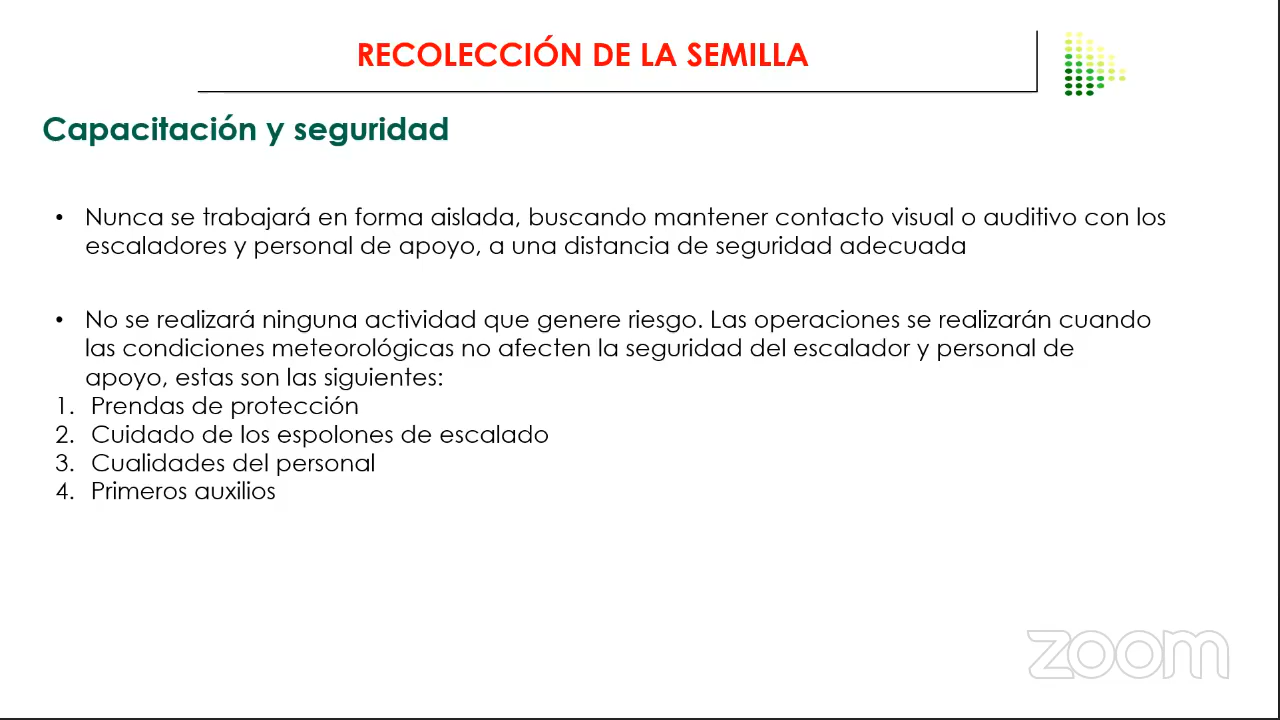 RECOLECCIÓN DE LA SEMILLA
Capacitación y seguridad
• Nunca se trabajará en forma aislada, buscando mantener contacto visual o auditivo con los
escaladores y personal de apoyo, a una distancia de seguridad adecuada
• No se realizará ninguna actividad que genere riesgo. Las operaciones se realizarán cuando
las condiciones meteorológicas no afecten la seguridad del escalador y personal de
apoyo, estas son las siguientes:
1. Prendas de protección
2. Cuidado de los espolones de escalado
3. Cualidades del personal
4. Primeros auxilios
zoom